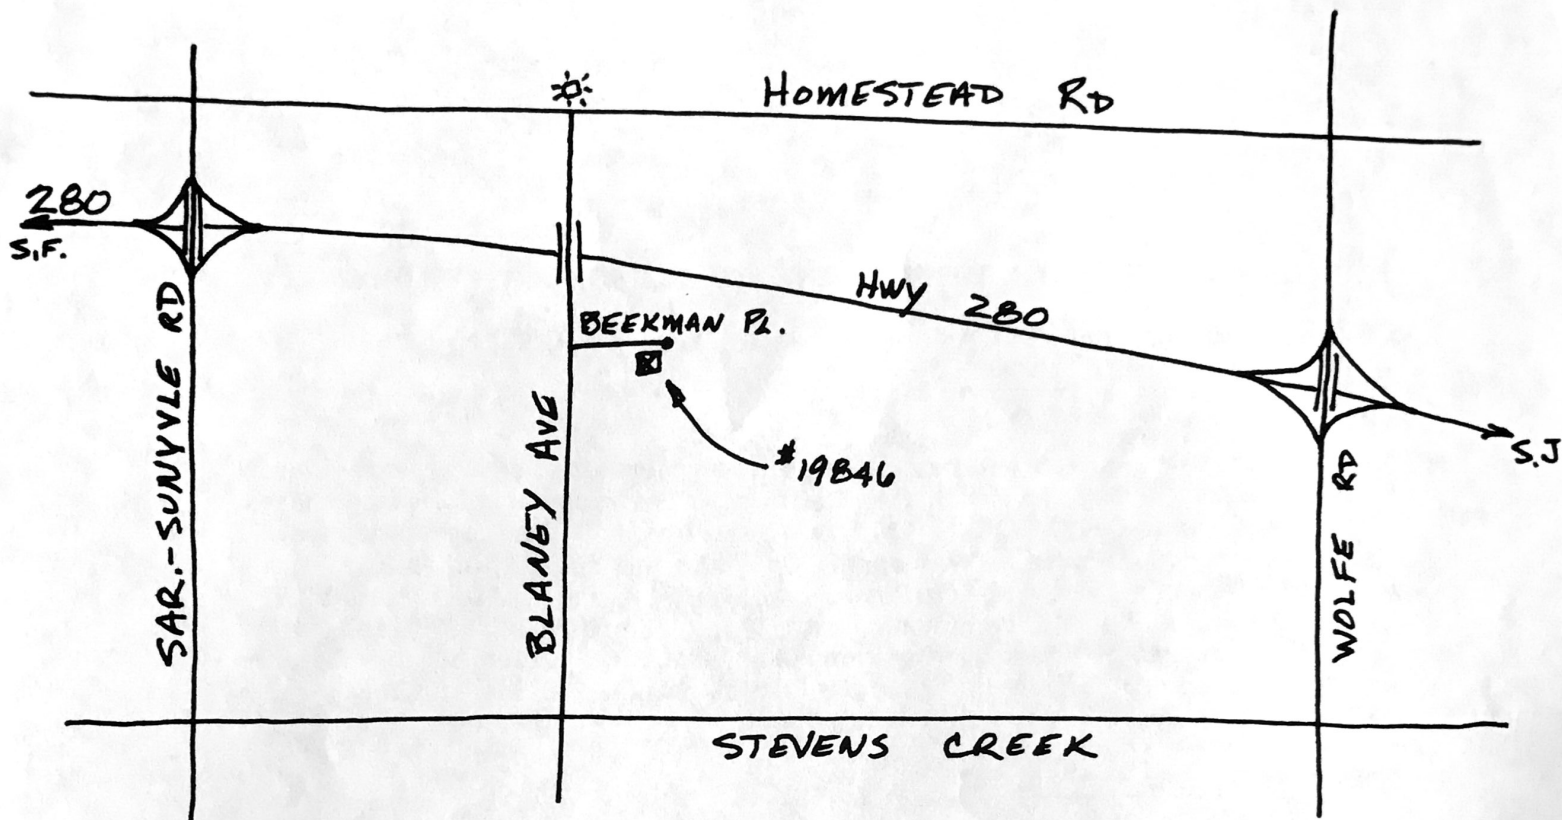 HOMESTEAD RD
280
S.F.
HWY 280
BEEKMAN PL.
#19846
S.J
SAR.-SUNYVLE RD
BLANEY AVE
WOLFE RD
STEVENS CREEK